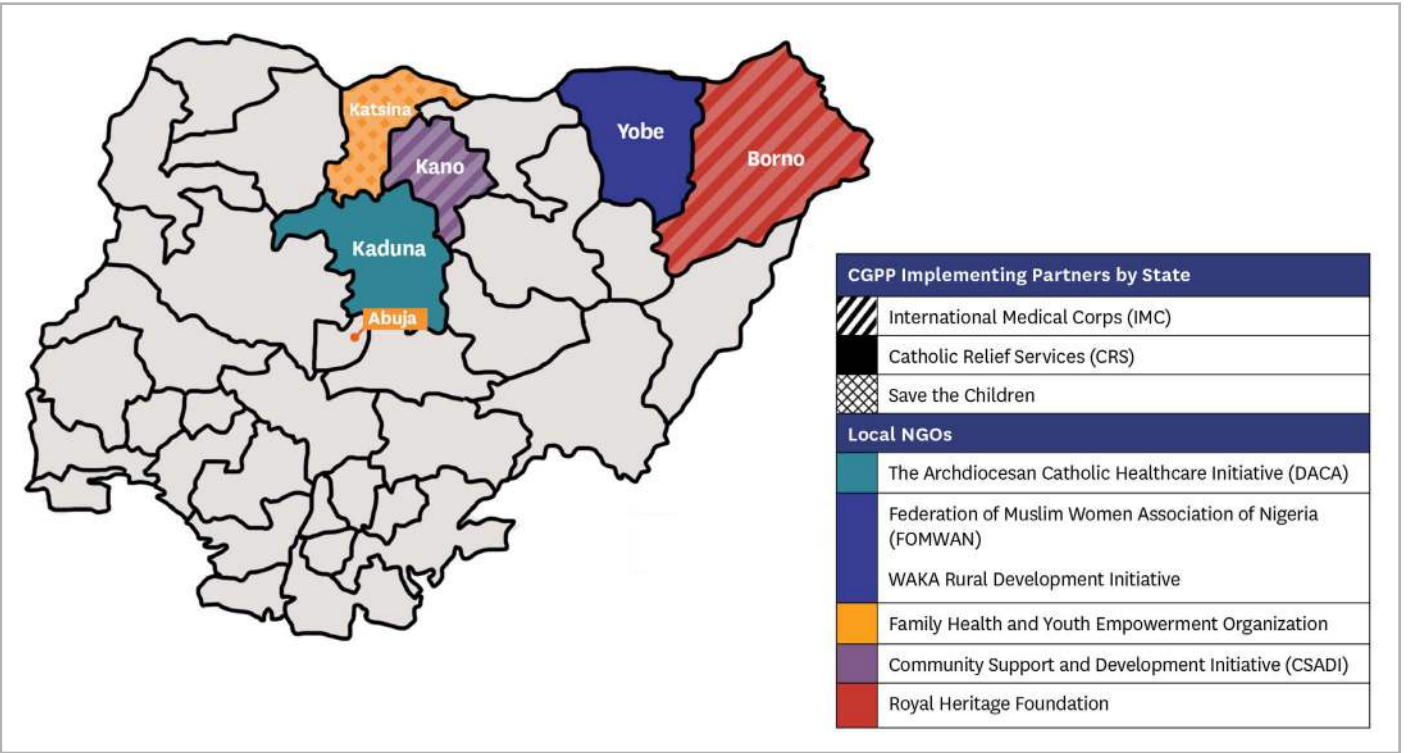 Katsina
Kano
Yobe
Borno
Kaduna
Abuja
CGPP Implementing Partners by State
International Medical Corps (IMC)
Catholic Relief Services (CRS)
Save the Children
Local NGOs
The Archdiocesan Catholic Healthcare Initiative (DACA)
Federation of Muslim Women Association of Nigeria
(FOMWAN)
WAKA Rural Development Initiative
Family Health and Youth Empowerment Organization
Community Support and Development Initiative (CSADI)
Royal Heritage Foundation